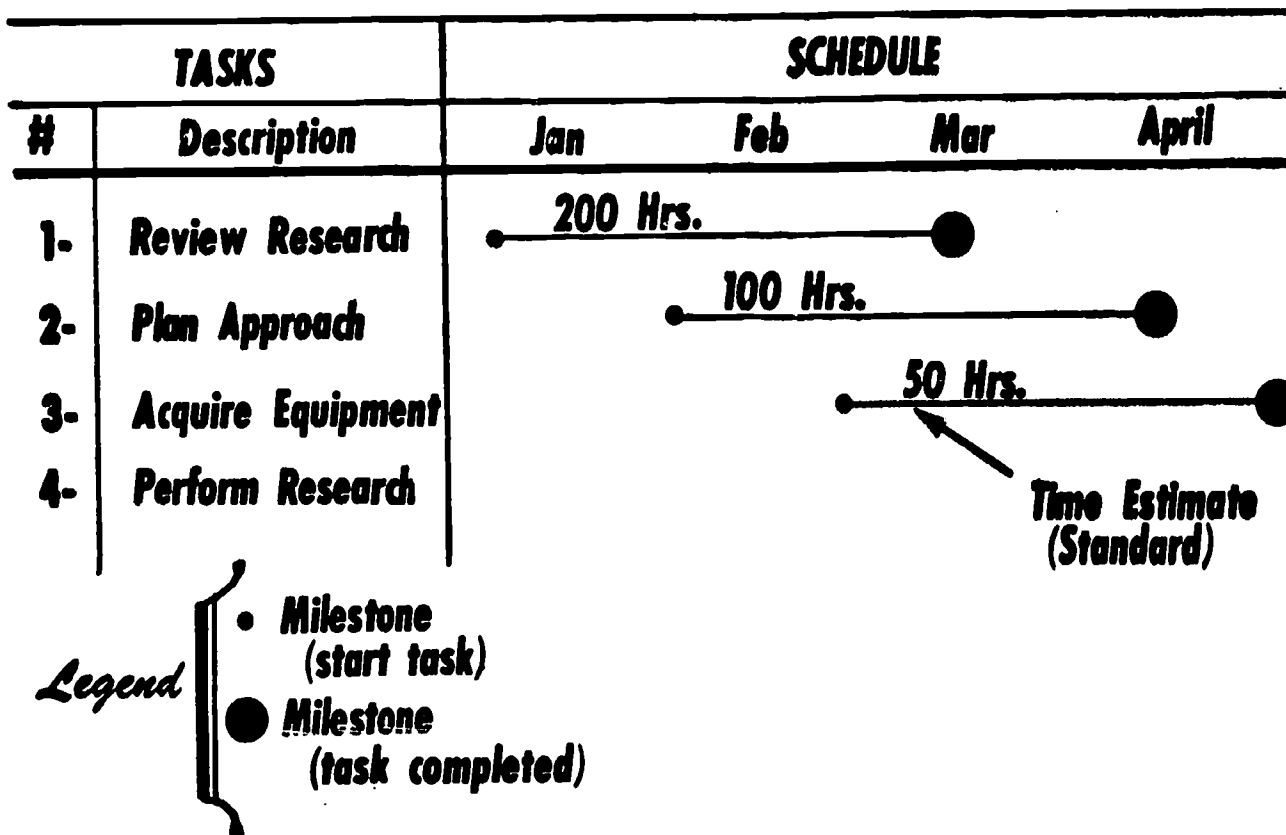 TASKS SCHEDULE
# Description Jan Feb Mar April
1- Review Research 200 Hrs.
2- Plan Approach 100 Hrs.
3- Acquire Equipment 50 Hrs.
4- Perform Research
Time Estimate
(Standard)
Legend
Milestone
(start task)
Milestone
(task completed)